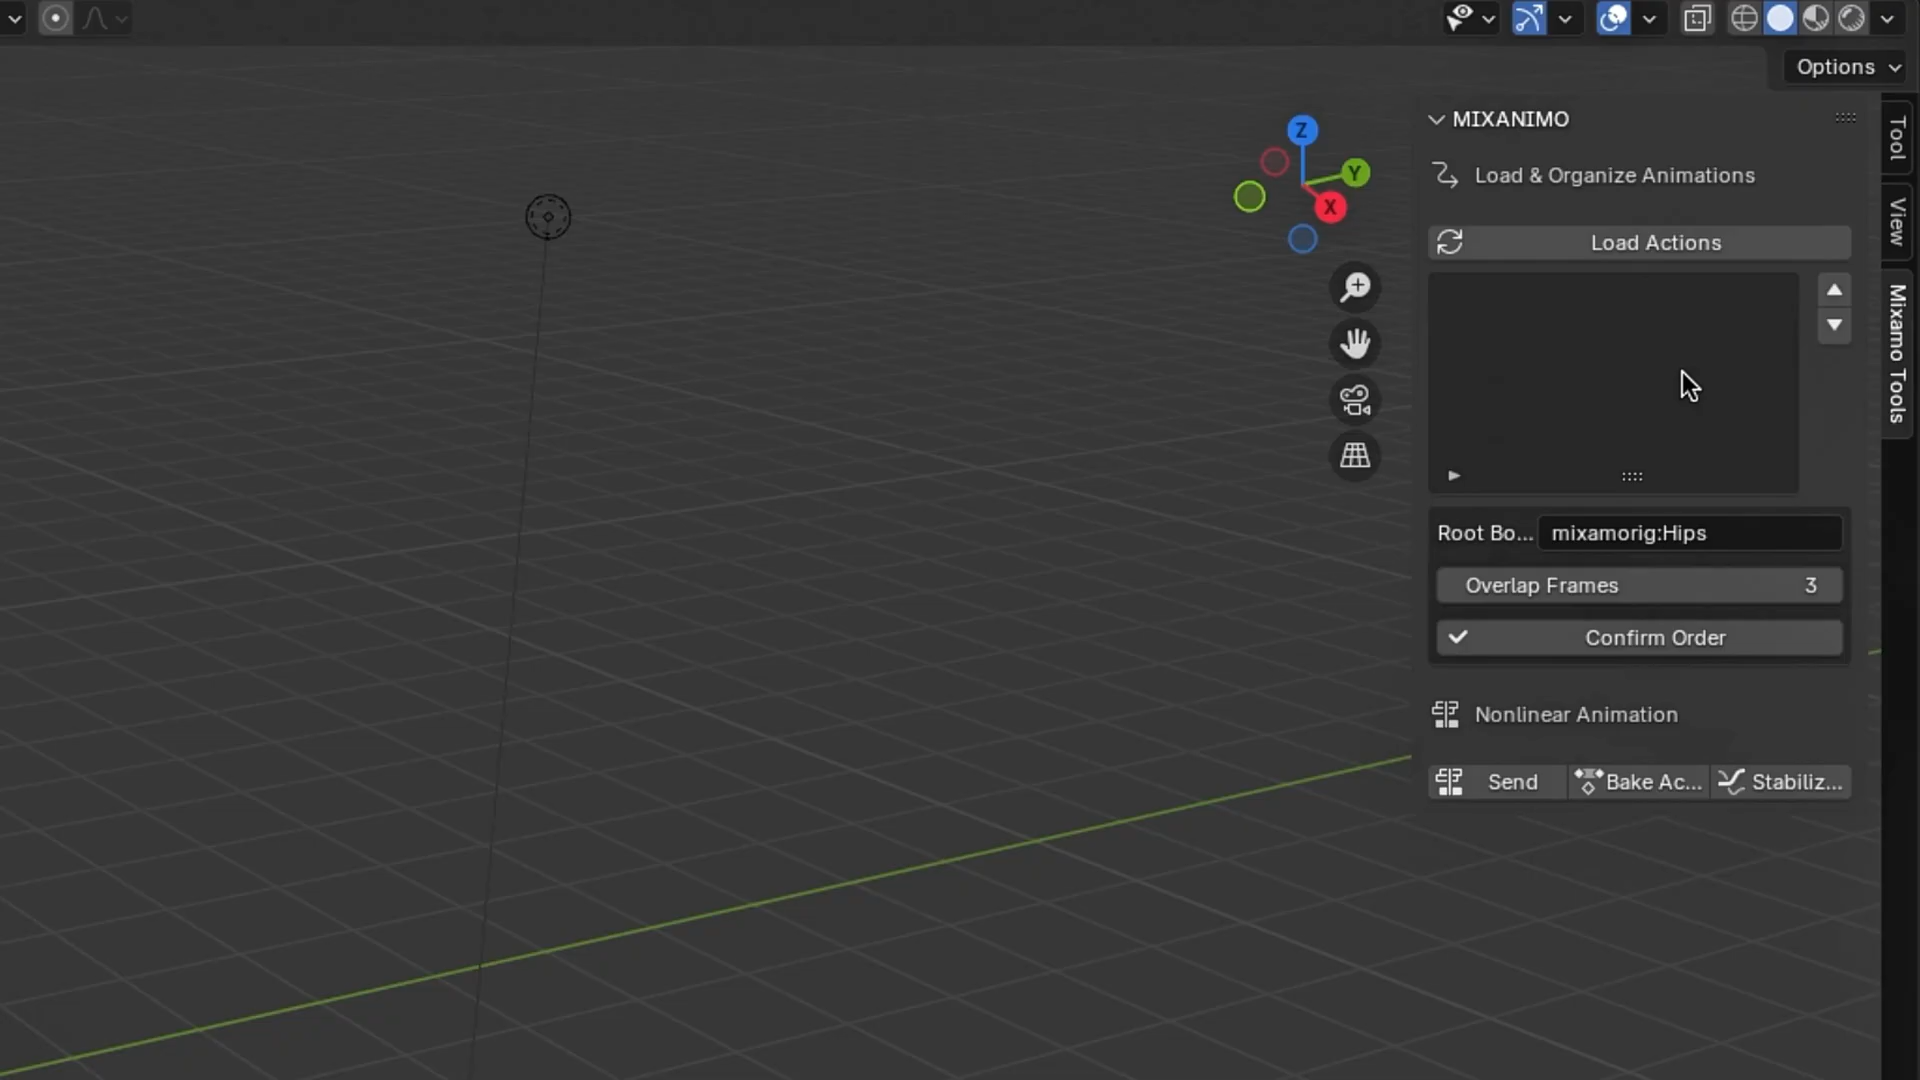 Options
MIXANIMO
Load & Organize Animations
Load Actions
Root Bo... mixamorig:Hips
Overlap Frames 3
Confirm Order
Nonlinear Animation
Send Bake Ac... Stabiliz...
Z
Y
X
Tool
View
Mixamo Tools